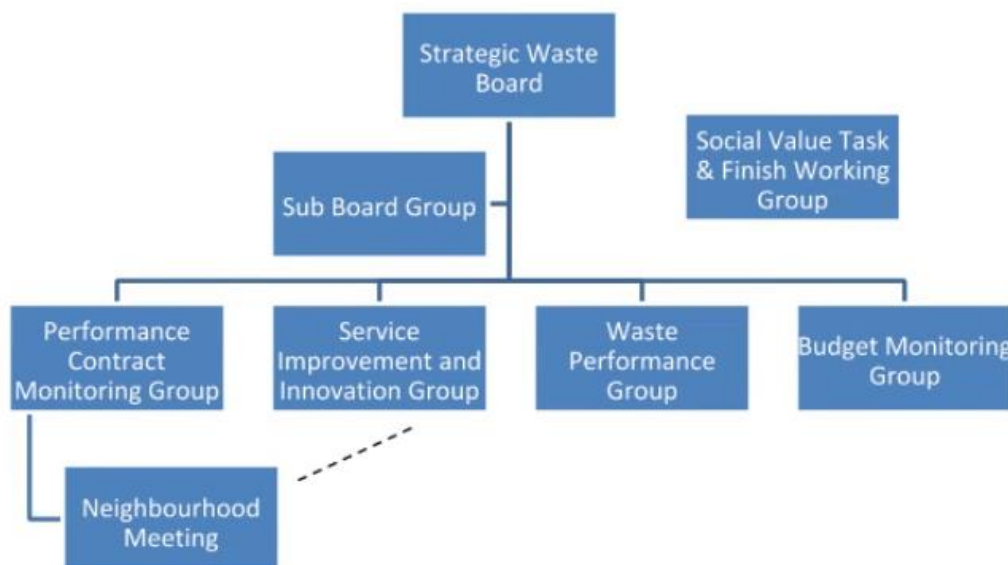 Strategic Waste
Board
Social Value Task
& Finish Working
Group
Sub Board Group
Performance
Contract
Monitoring Group
Service
Improvement and
Innovation Group
Waste
Performance
Group
Budget Monitoring
Group
Neighbourhood
Meeting